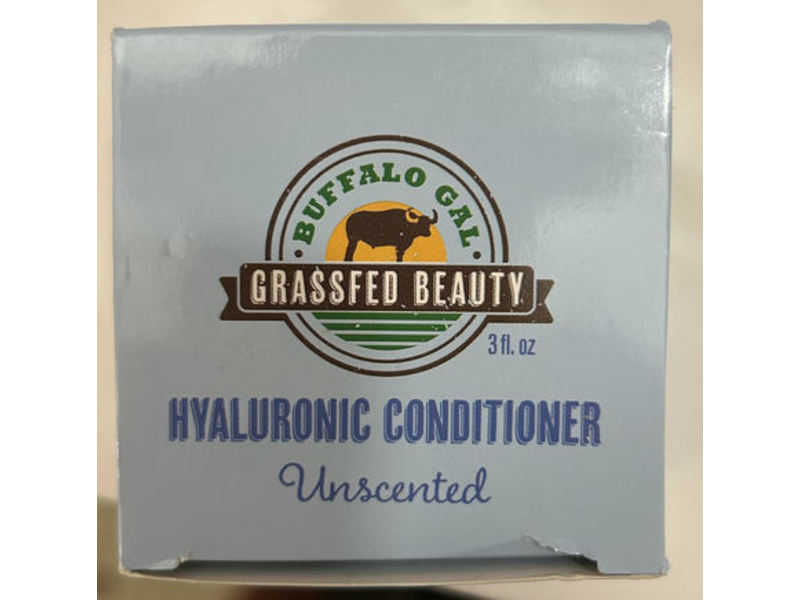 BUFFALO GAL
GRASSFED BEAUTY
3 fl. oz
HYALURONIC CONDITIONER
Unscented